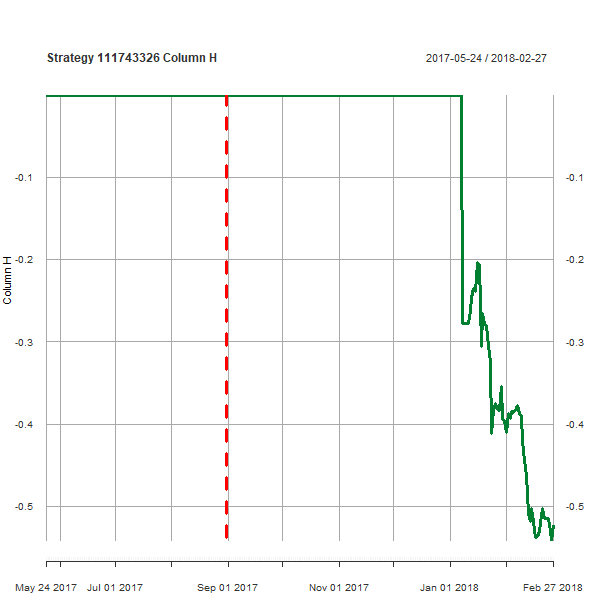 Strategy 111743326 Column H
2017-05-24 / 2018-02-27
-0.1
-0.1
-0.2
-0.2
Column H
-0.3
-0.3
-0.4
-0.4
-0.5
-0.5
May 24 2017
Jul 01 2017
Sep 01 2017
Nov 01 2017
Jan 01 2018
Feb 27 2018